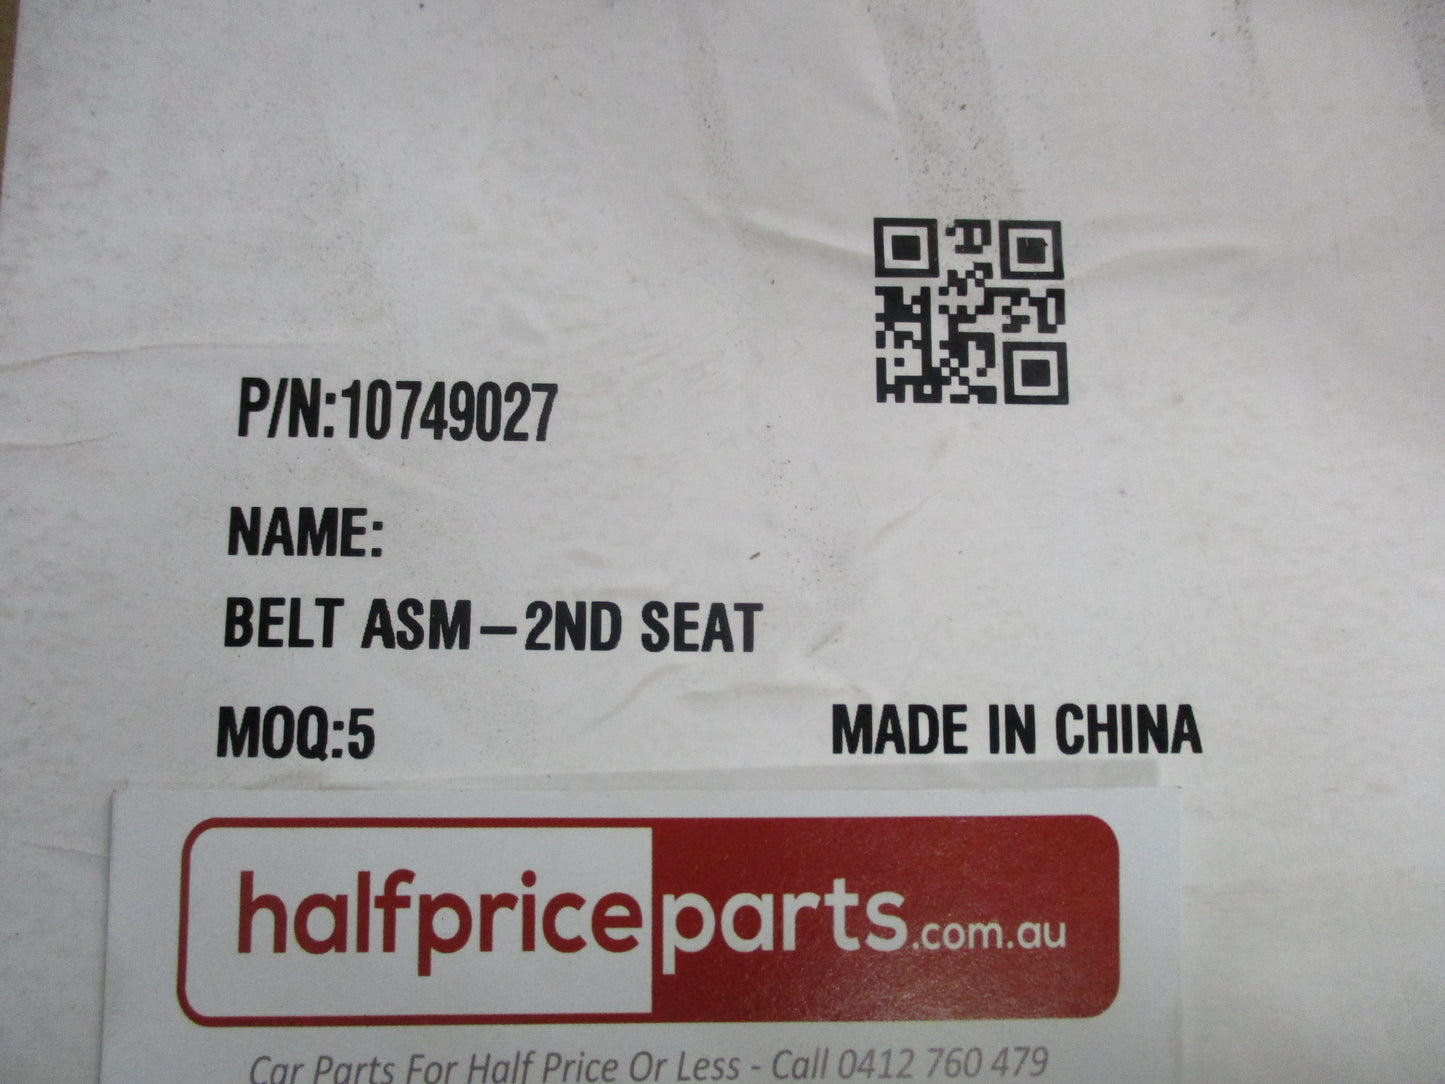 P/N:10749027
NAME:
BELT ASM-2ND SEAT
MOQ:5
MADE IN CHINA
halfpriceparts.com.au
Car Parts For Half Price Or Less - Call 0412 760 479